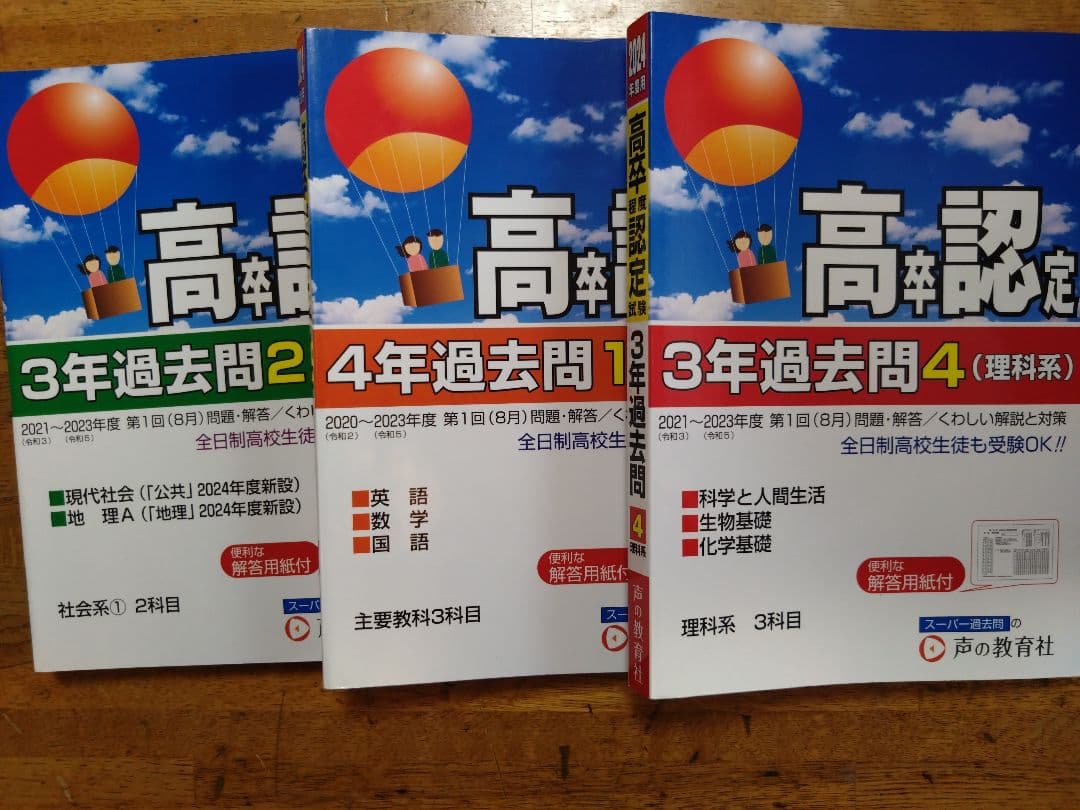 高卒
3年過去問2
2021～2023年度 第1回(8月)問題・解答／
(令和3) (令和5)
全日制高校生徒
■現代社会(「公共」2024年度新設)
■地 理A(「地理」2024年度新設)
便利な
解答用紙付
社会系① 2科目
スーパー
声
高卒
4年過去問1
2020～2023年度 第1回(8月)問題・解答／
(令和2) (令和5)
全日制高校生
■英 語
■数 学
■国 語
便利な
解答用紙付
主要教科3科目
スー
2024年度用
高卒程度認定試験
3年過去問
4
理科系
声の教育社
高卒認定
3年過去問4(理科系)
2021～2023年度 第1回(8月)問題・解答／くわしい解説と対策
(令和3) (令和5)
全日制高校生徒も受験OK!!
■科学と人間生活
■生物基礎
■化学基礎
便利な
解答用紙付
理科系 3科目
スーパー過去問の
声の教育社